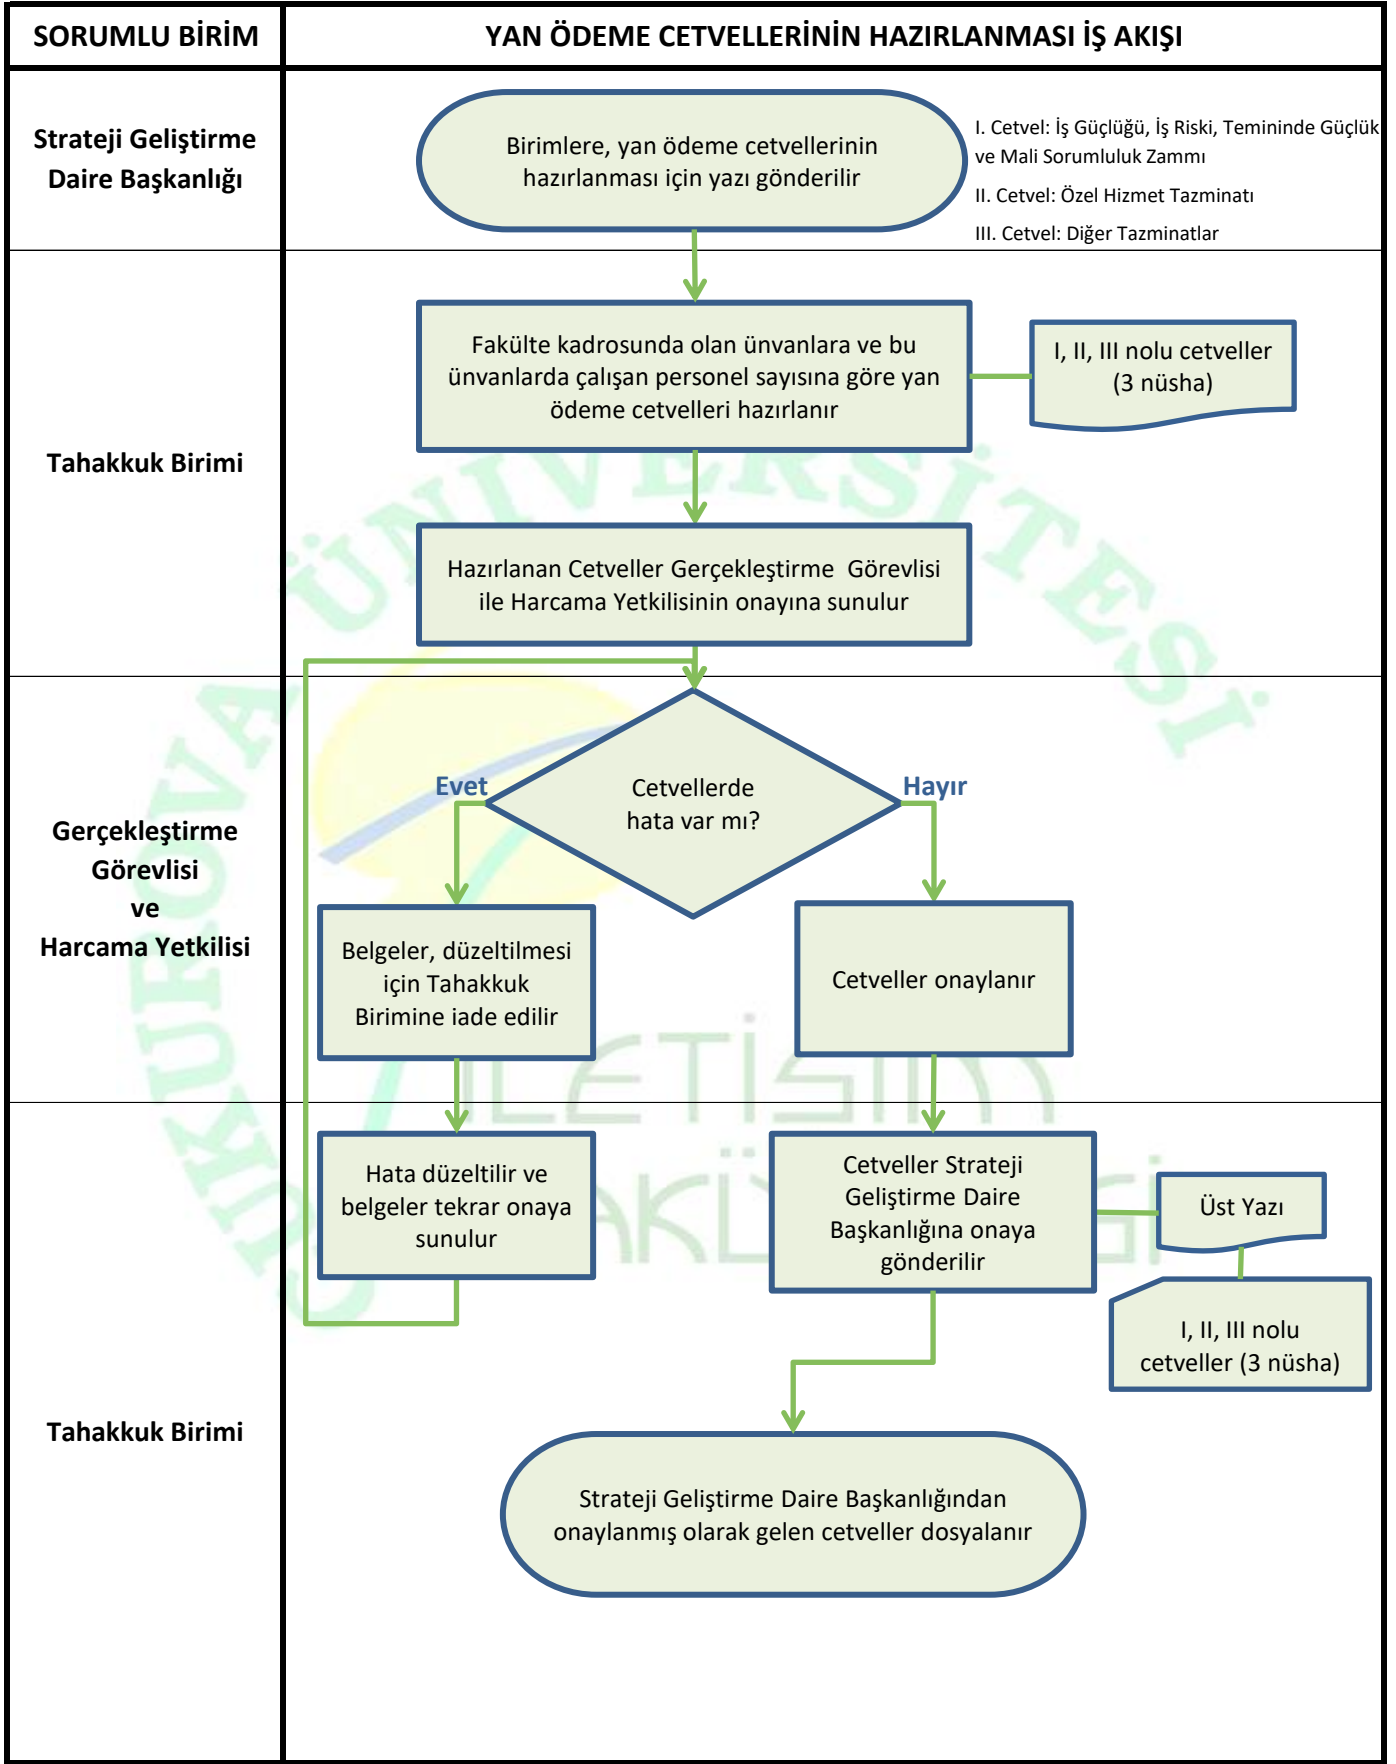 SORUMLU BİRİM
YAN ÖDEME CETVELLERİNİN HAZIRLANMASI İŞ AKIŞI
Strateji Geliştirme
Daire Başkanlığı
Birimlere, yan ödeme cetvellerinin
hazırlanması için yazı gönderilir
I. Cetvel: İş Güçlüğü, İş Riski, Temininde Güçlük
ve Mali Sorumluluk Zammı
II. Cetvel: Özel Hizmet Tazminatı
III. Cetvel: Diğer Tazminatlar
Tahakkuk Birimi
Fakülte kadrosunda olan ünvanlara ve bu
ünvanlarda çalışan personel sayısına göre yan
ödeme cetvelleri hazırlanır
I, II, III nolu cetveller
(3 nüsha)
Hazırlanan Cetveller Gerçekleştirme  Görevlisi
ile Harcama Yetkilisinin onayına sunulur
Gerçekleştirme
Görevlisi
ve
Harcama Yetkilisi
Cetvellerde
hata var mı?
Evet
Hayır
Belgeler, düzeltilmesi
için Tahakkuk
Birimine iade edilir
Cetveller onaylanır
Tahakkuk Birimi
Hata düzeltilir ve
belgeler tekrar onaya
sunulur
Cetveller Strateji
Geliştirme Daire
Başkanlığına onaya
gönderilir
Üst Yazı
I, II, III nolu
cetveller (3 nüsha)
Strateji Geliştirme Daire Başkanlığından
onaylanmış olarak gelen cetveller dosyalanır
ÇUKUROVA ÜNİVERSİTESİ
İLETİŞİM